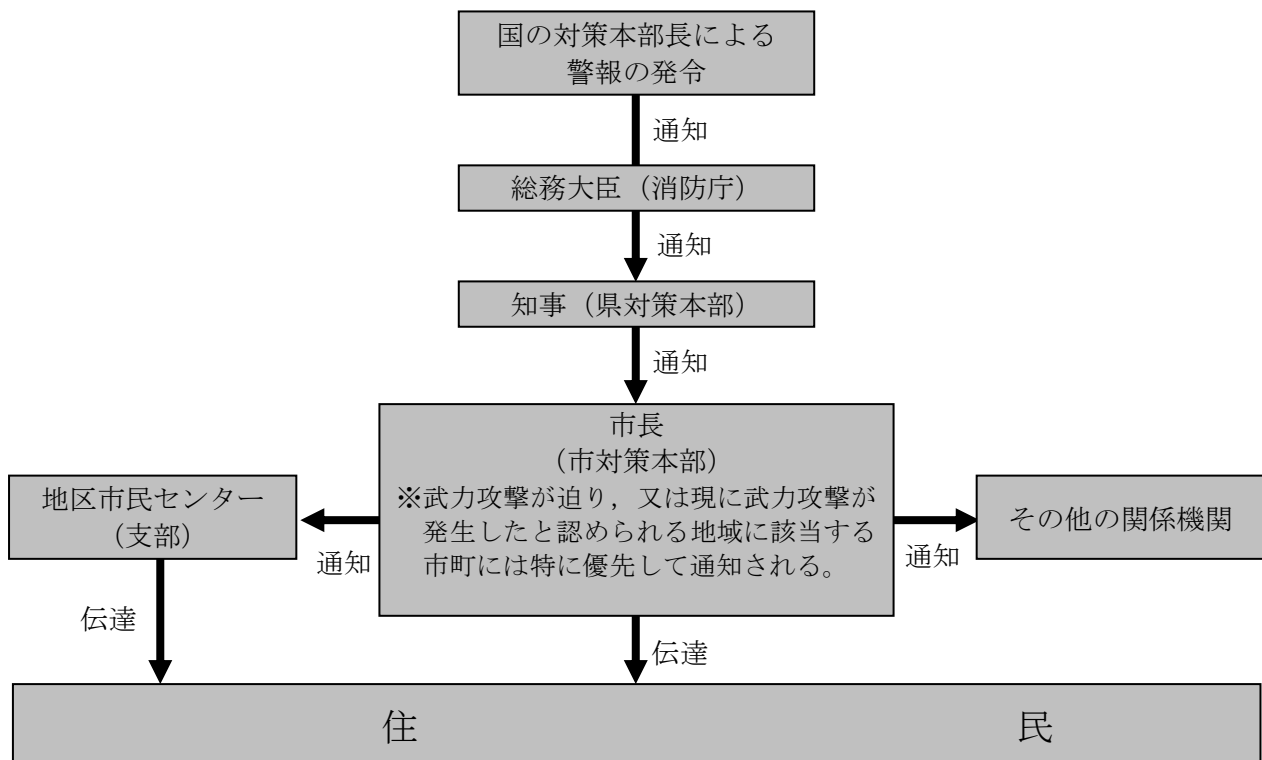 国の対策本部長による
警報の発令
通知
総務大臣（消防庁）
通知
知事（県対策本部）
通知
市長
（市対策本部）
※武力攻撃が迫り，又は現に武力攻撃が
発生したと認められる地域に該当する
市町には特に優先して通知される。
地区市民センター
（支部）
通知
その他の関係機関
通知
伝達
伝達
住民